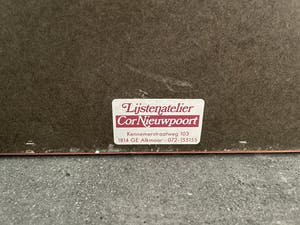 Lijstenatelier
Cor Nieuwpoort
Kennemerstraatweg 103
1814 GE Alkmaar - 072-155155